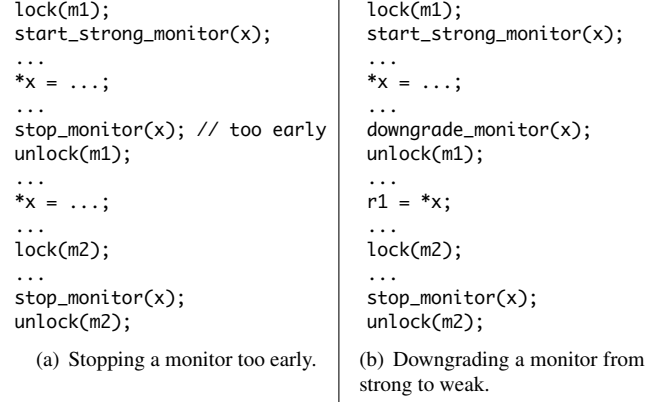 lock(m1);
start_strong_monitor(x);
...
*x = ...;
...
stop_monitor(x); // too early
unlock(m1);
...
*x = ...;
...
lock(m2);
...
stop_monitor(x);
unlock(m2);
(a) Stopping a monitor too early.
lock(m1);
start_strong_monitor(x);
...
*x = ...;
...
downgrade_monitor(x);
unlock(m1);
...
r1 = *x;
...
lock(m2);
...
stop_monitor(x);
unlock(m2);
(b) Downgrading a monitor from
strong to weak.